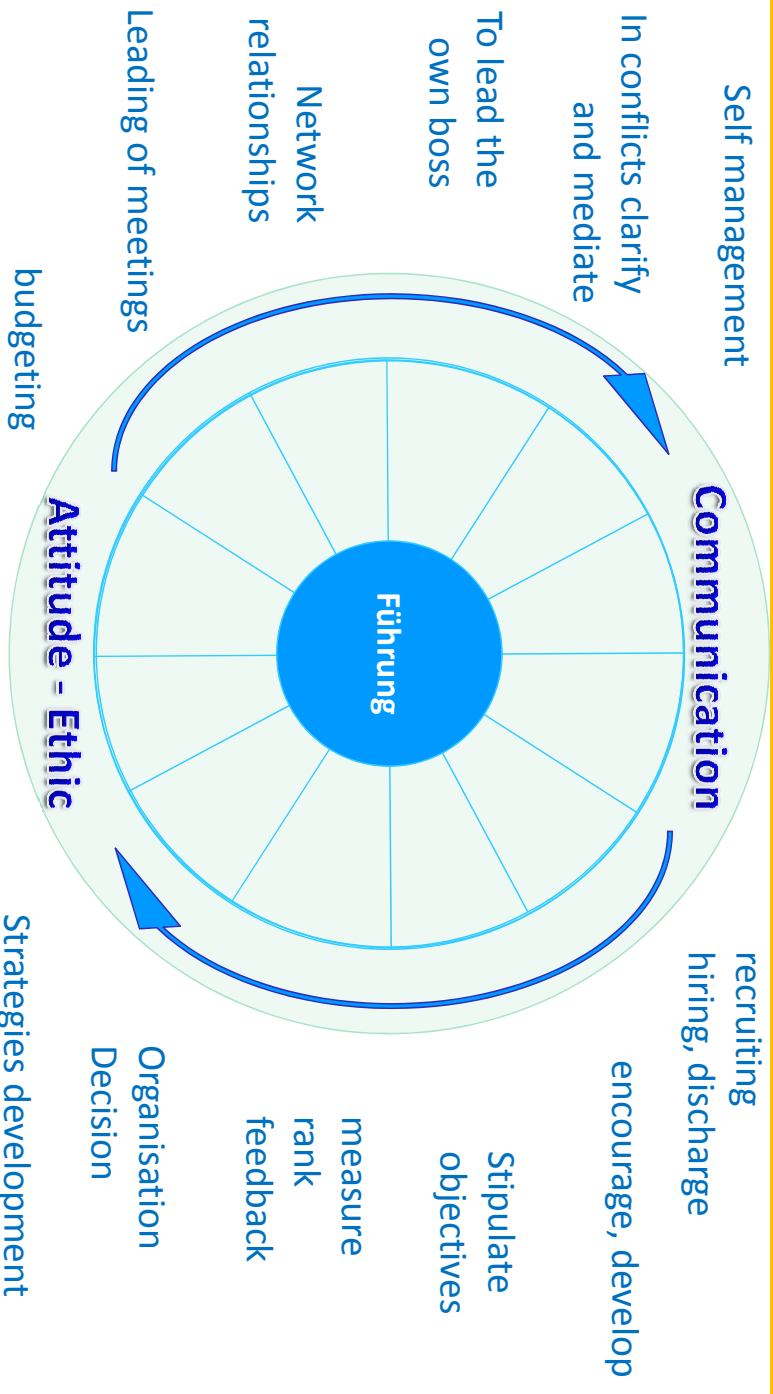 Self management
In conflicts clarify
and mediate
To lead the
own boss
Network
relationships
Leading of meetings
budgeting
Communication
Führung
Attitude - Ethic
recruiting
hiring, discharge
encourage, develop
Stipulate
objectives
measure
rank
feedback
Organisation
Decision
Strategies development